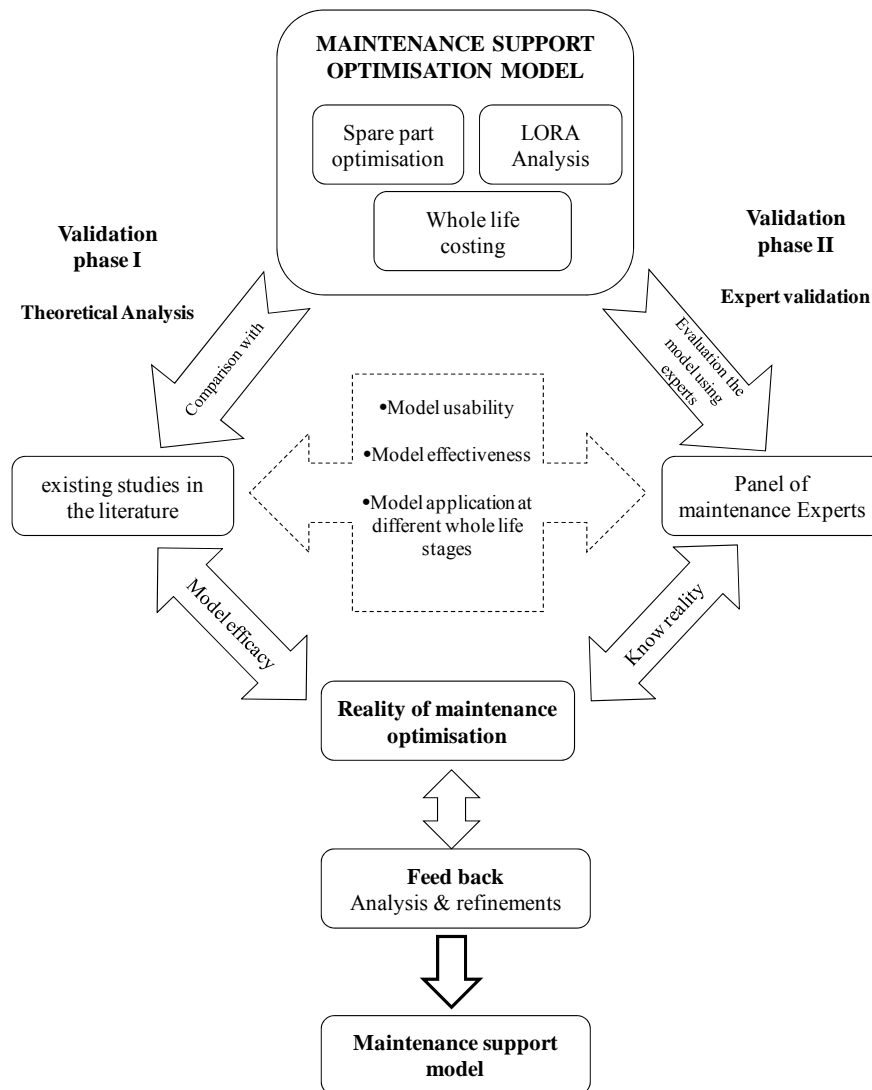 MAINTENANCE SUPPORT
OPTIMISATION MODEL
Spare part
optimisation
LORA
Analysis
Whole life
costing
Validation
phase I
Theoretical Analysis
Validation
phase II
Expert validation
Comparison with
Evaluation the
model using
experts
•Model usability
•Model effectiveness
•Model application at
different whole life
stages
existing studies in
the literature
Panel of
maintenance Experts
Model efficacy
Know reality
Reality of maintenance
optimisation
Feed back
Analysis & refinements
Maintenance support
model